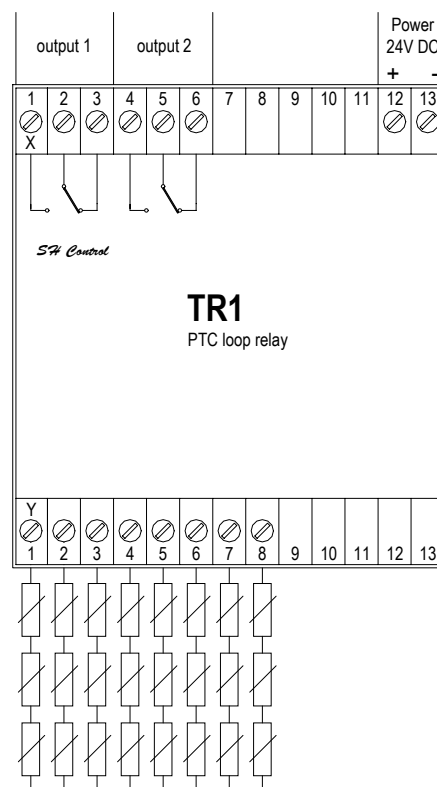 output 1 output 2 Power
24V DC
+ -
1 2 3 4 5 6 7 8 9 10 11 12 13
X
SH Control
TR1
PTC loop relay
Y
1 2 3 4 5 6 7 8 9 10 11 12 13